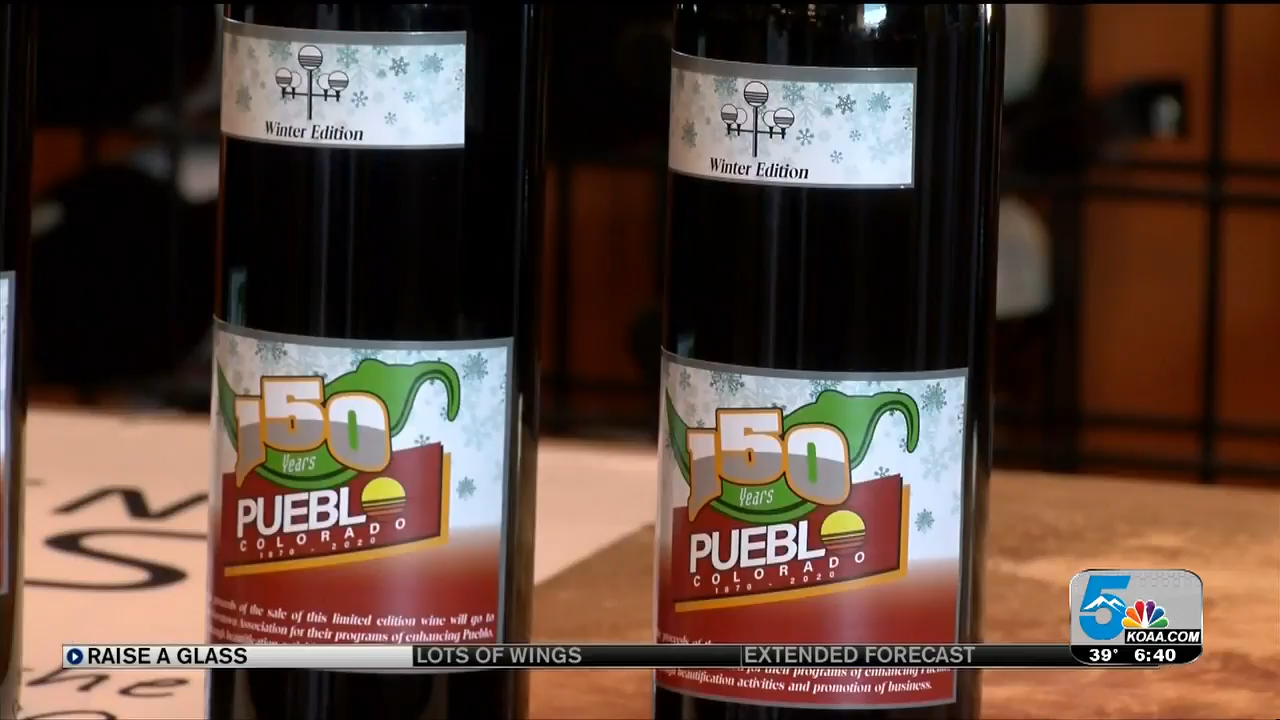 Winter Edition
150
Years
PUEBLO
COLORADO
1870 - 2020
proceeds of the sale of this limited edition wine will go to
Association for their programs of enhancing Pueblo,
Winter Edition
150
Years
PUEBLO
COLORADO
1870 - 2020
for their programs of enhancing
beautification activities and promotion of business.
N
S
ne
5
KOAA.COM
39° 6:40
RAISE A GLASS
LOTS OF WINGS
EXTENDED FORECAST